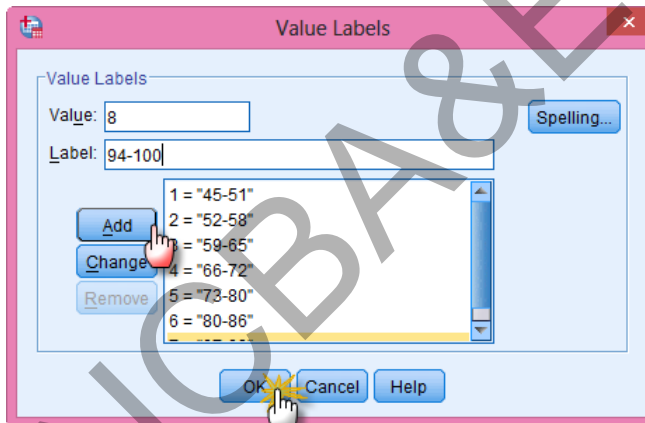 Value Labels
Value Labels
Value: 8
Spelling...
Label: 94-100
1 = "45-51"
Add
2 = "52-58"
3 = "59-65"
Change
4 = "66-72"
Remove
5 = "73-80"
6 = "80-86"
OK
Cancel
Help
NCBA&E